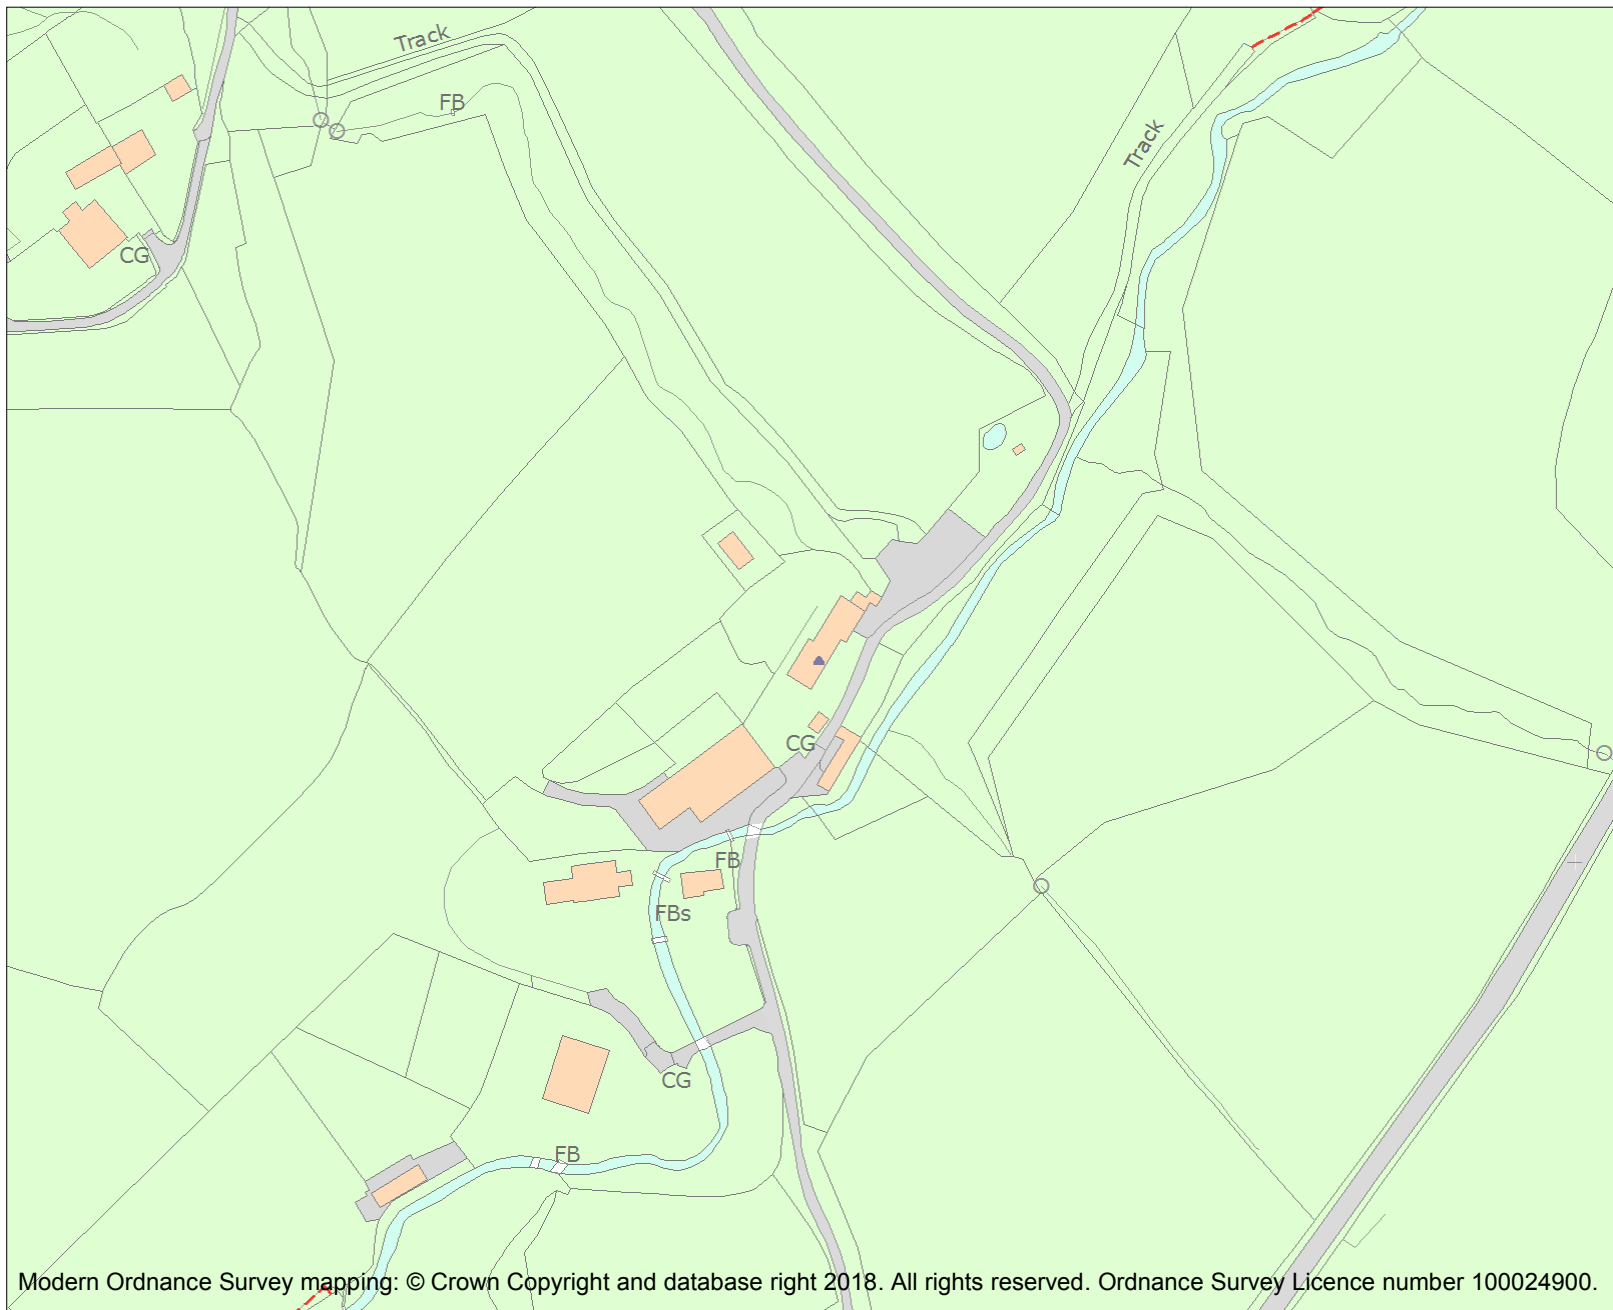 Track
FB
Track
CG
CG
FB
FBs
CG
FB
Modern Ordnance Survey mapping: © Crown Copyright and database right 2018. All rights reserved. Ordnance Survey Licence number 100024900.